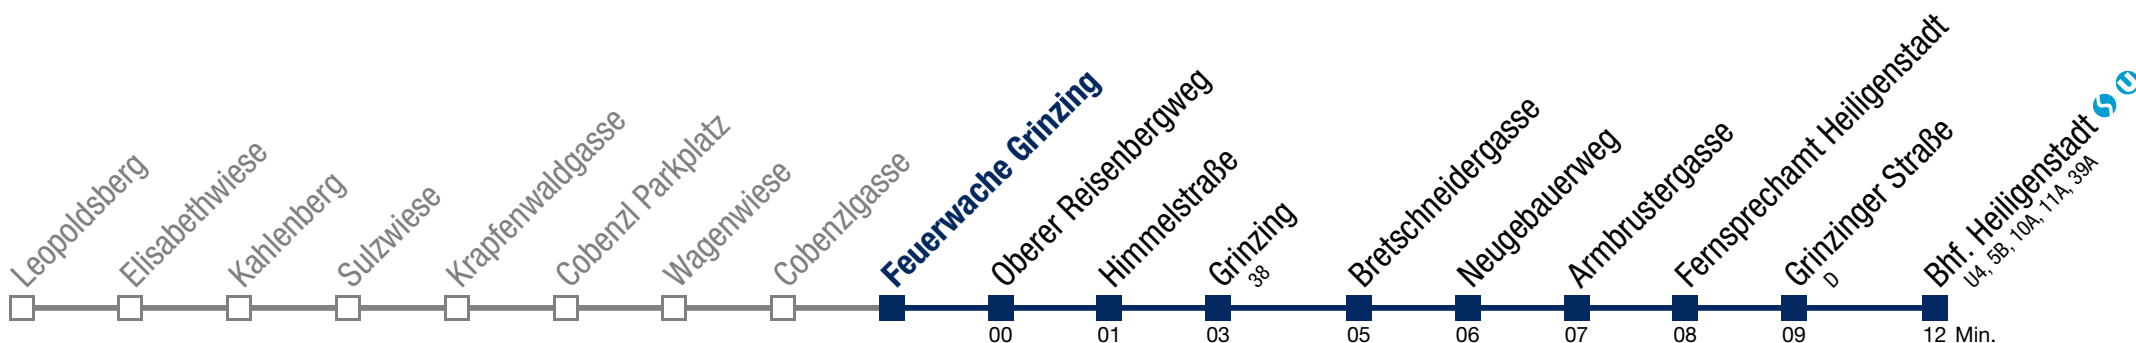 Leopoldsberg
Elisabethwiese
Kahlenberg
Sulzwiese
Krapfenwaldgasse
Cobenzl Parkplatz
Wagenwiese
Cobenzlgasse
Feuerwache Grinzing
Oberer Reisenbergweg
Himmelstraße
Grinzing
38
Bretschneidergasse
Neugebauerweg
Armbrustergasse
Fernsprechamt Heiligenstadt
Grinzinger Straße
D
Bhf. Heiligenstadt S U
U4, 5B, 10A, 11A, 39A
00 01 03 05 06 07 08 09 12 Min.